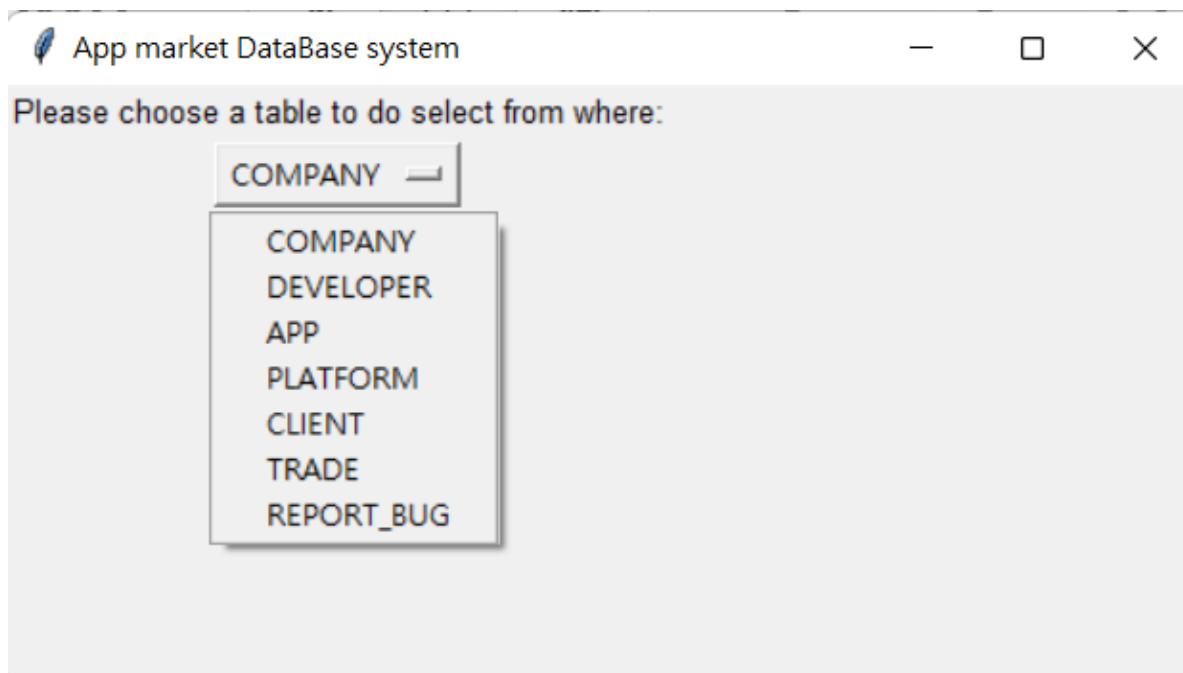 App market DataBase system
Please choose a table to do select from where:
COMPANY
COMPANY
DEVELOPER
APP
PLATFORM
CLIENT
TRADE
REPORT_BUG